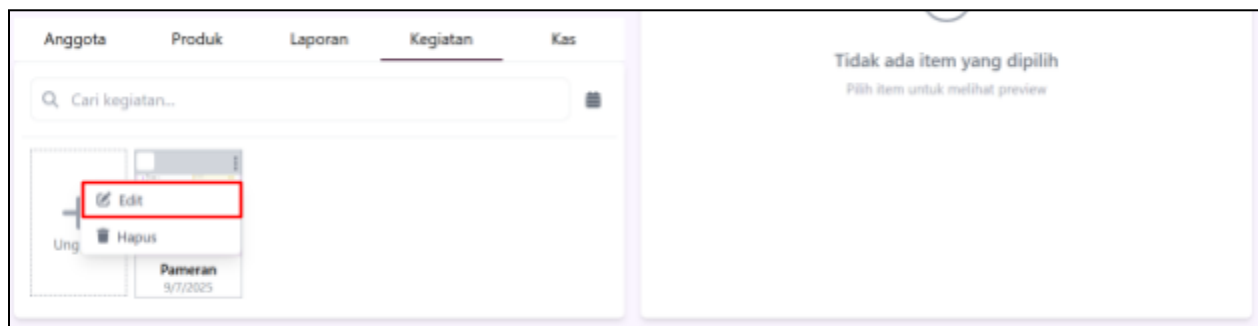 Anggota Produk Laporan Kegiatan Kas
Cari kegiatan...
Edit
Hapus
Ung
Pameran
9/7/2025
Tidak ada item yang dipilih
Pilih item untuk melihat preview